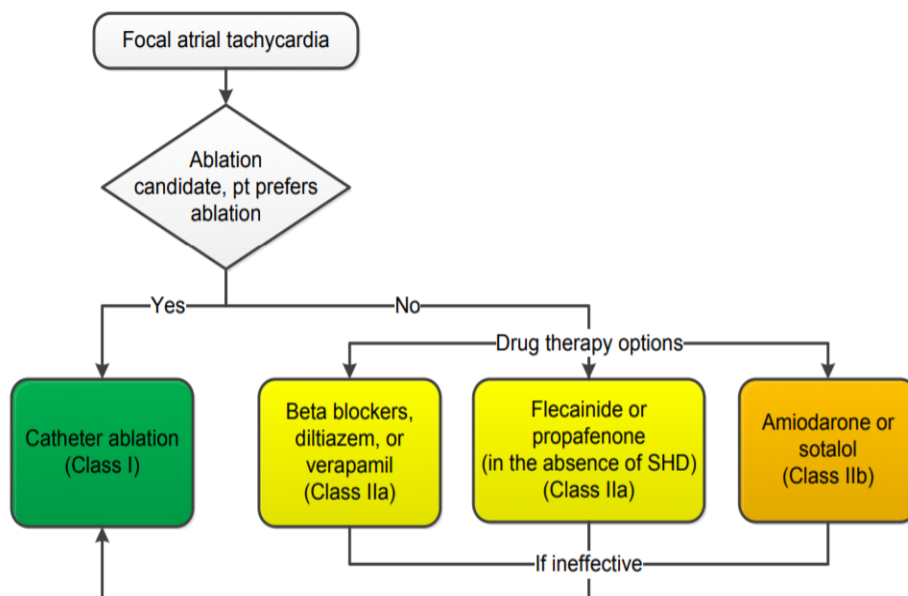 Focal atrial tachycardia
Ablation
candidate, pt prefers
ablation
Yes
No
Drug therapy options
Catheter ablation
(Class I)
Beta blockers,
diltiazem, or
verapamil
(Class IIa)
Flecainide or
propafenone
(in the absence of SHD)
(Class IIa)
Amiodarone or
sotalol
(Class IIb)
If ineffective